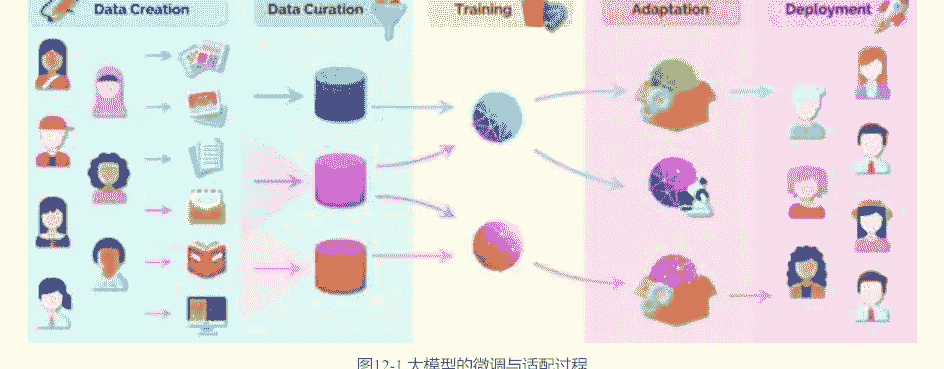 Data Creation
Data Curation
Training
Adaptation
Deployment
图12-1 大模型的微调与适配过程